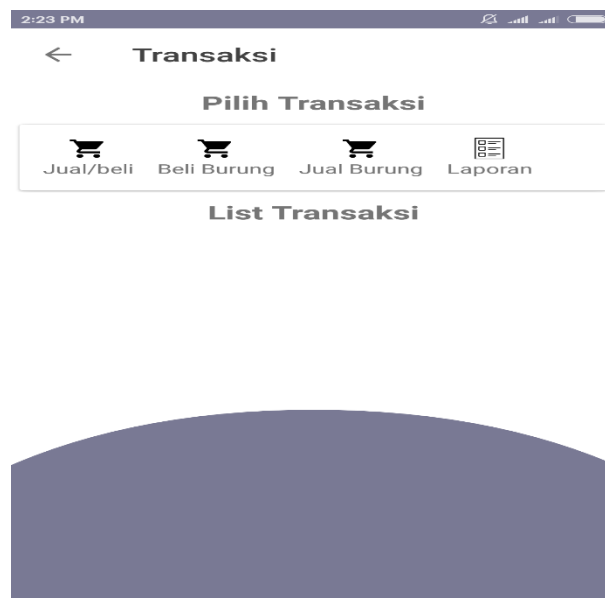 2:23 PM
Transaksi
Pilih Transaksi
Jual/beli Beli Burung Jual Burung Laporan
List Transaksi